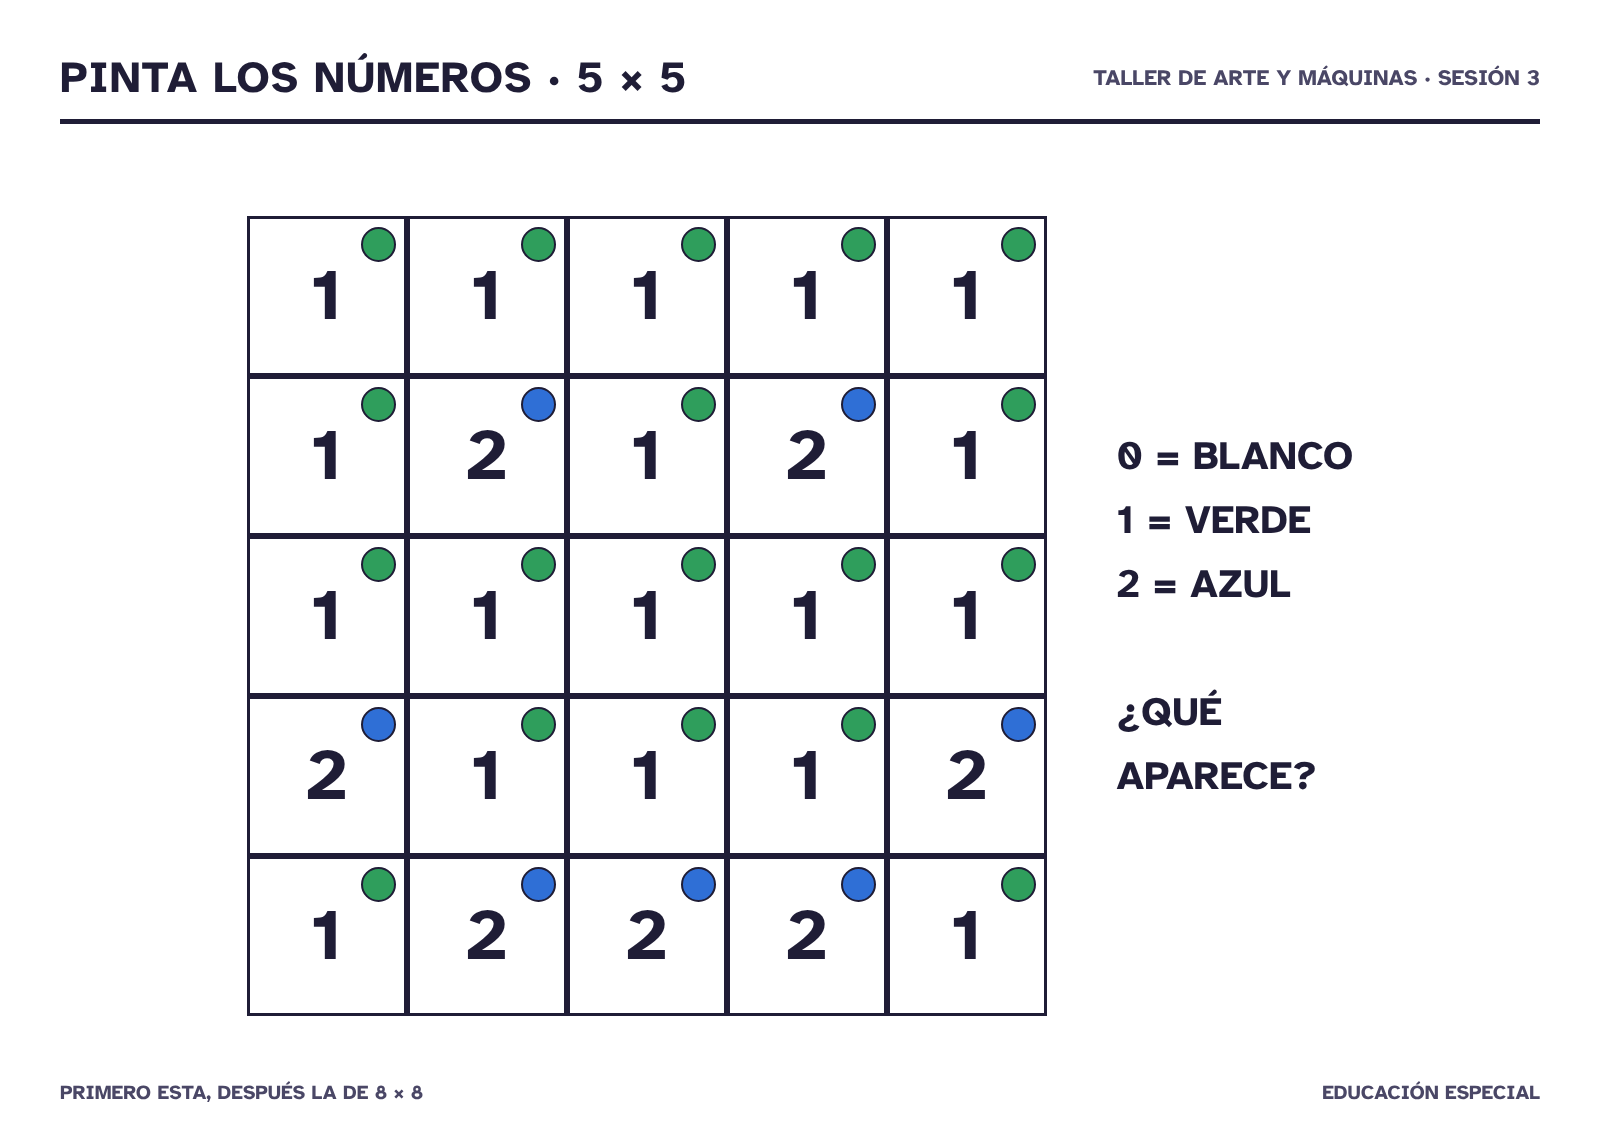 PINTA LOS NÚMEROS · 5 × 5
TALLER DE ARTE Y MÁQUINAS · SESIÓN 3
1 1 1 1 1
1 2 1 2 1
1 1 1 1 1
2 1 1 1 2
1 2 2 2 1
0 = BLANCO
1 = VERDE
2 = AZUL
¿QUÉ
APARECE?
PRIMERO ESTA, DESPUÉS LA DE 8 × 8
EDUCACIÓN ESPECIAL